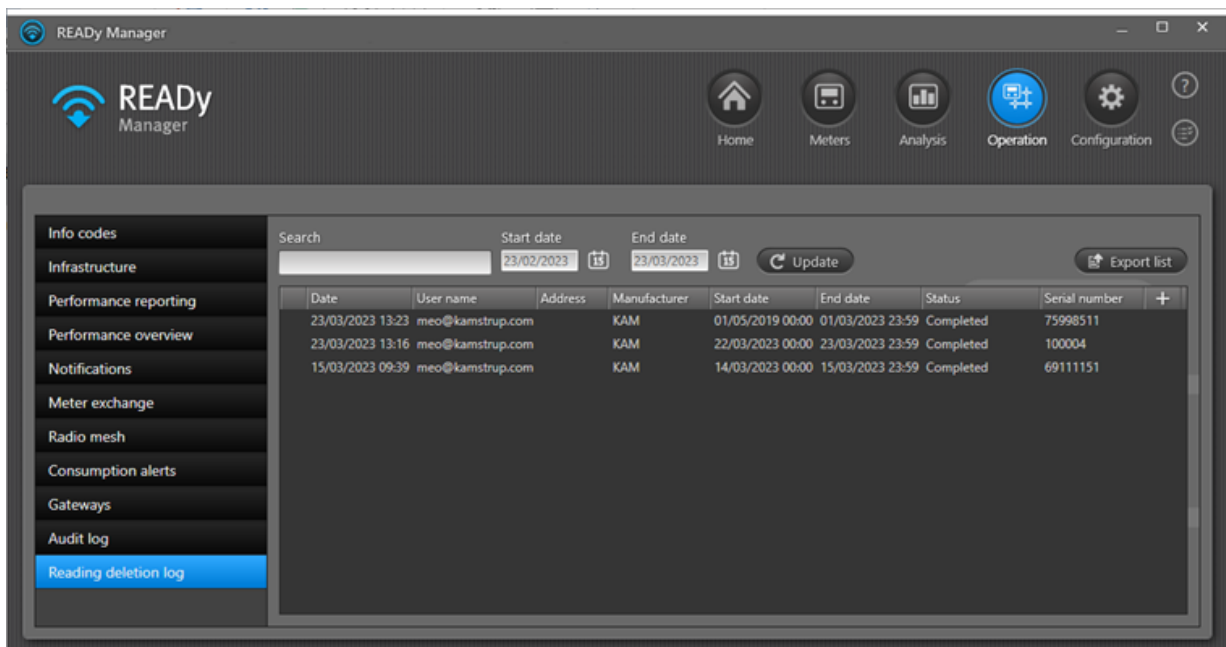 READy Manager
READy
Manager
Home Meters Analysis Operation Configuration
Info codes
Infrastructure
Performance reporting
Performance overview
Notifications
Meter exchange
Radio mesh
Consumption alerts
Gateways
Audit log
Reading deletion log
Search Start date End date
23/02/2023 15 23/03/2023 15 Update Export list
Date User name Address Manufacturer Start date End date Status Serial number +
23/03/2023 13:23 meo@kamstrup.com KAM 01/05/2019 00:00 01/03/2023 23:59 Completed 75998511
23/03/2023 13:16 meo@kamstrup.com KAM 22/03/2023 00:00 23/03/2023 23:59 Completed 100004
15/03/2023 09:39 meo@kamstrup.com KAM 14/03/2023 00:00 15/03/2023 23:59 Completed 69111151